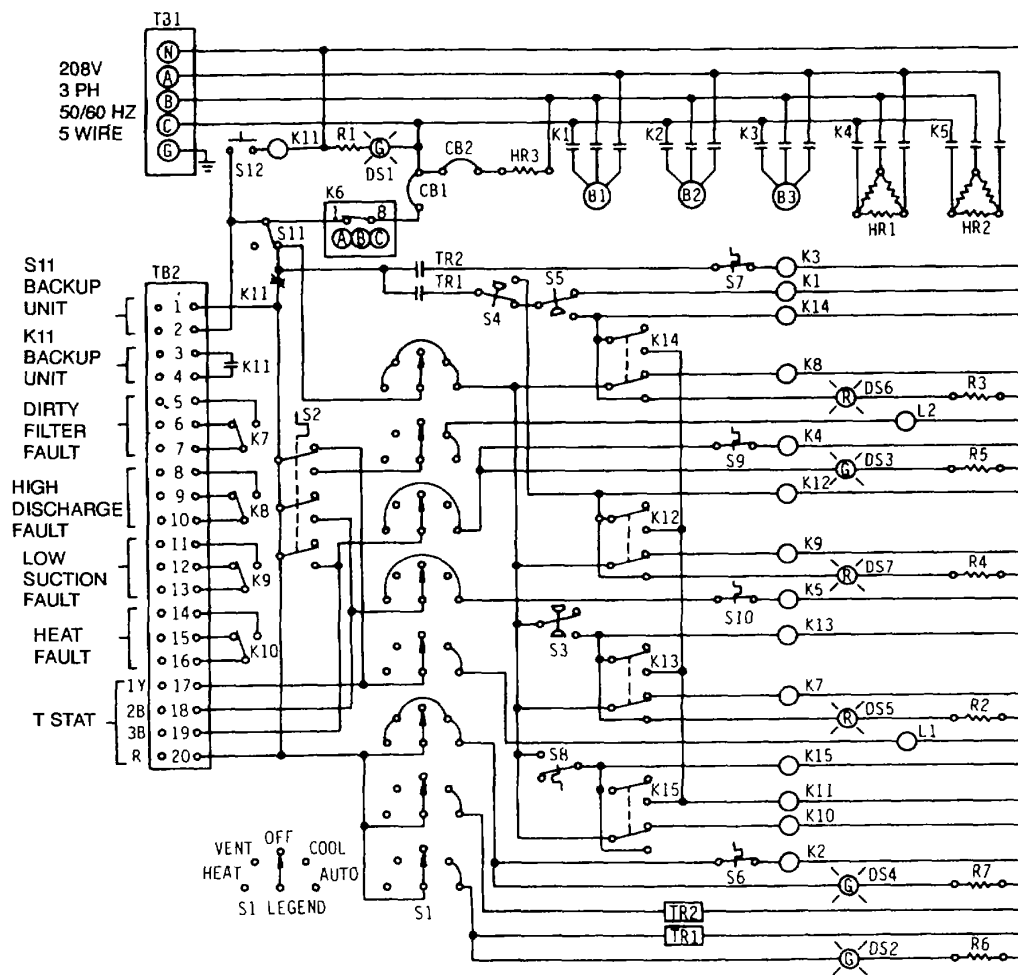 TB1
N
A
B
C
G
208V
3 PH
50/60 HZ
5 WIRE
S12
K11
R1
G
DS1
CB2
HR3
CB1
K6
1
8
A B C
K1
K2
K3
K4
K5
B1
B2
B3
HR1
HR2
S11
TR2
TR1
S7
K3
S4
S5
K1
K14
K14
K8
R
DS6
R3
L2
S9
K4
G
DS3
R5
K12
K12
K9
R
DS7
R4
S10
K5
S3
K13
K13
K7
R
DS5
R2
L1
S8
K15
K15
K11
K10
S6
K2
G
DS4
R7
TR2
TR1
G
DS2
R6
S11
BACKUP
UNIT
K11
BACKUP
UNIT
DIRTY
FILTER
FAULT
HIGH
DISCHARGE
FAULT
LOW
SUCTION
FAULT
HEAT
FAULT
T STAT
1Y
2B
3B
R
TB2
1
2
3
4
5
6
7
8
9
10
11
12
13
14
15
16
17
18
19
20
K11
K11
K7
K8
K9
K10
S2
S1
VENT
OFF
COOL
HEAT
AUTO
S1 LEGEND